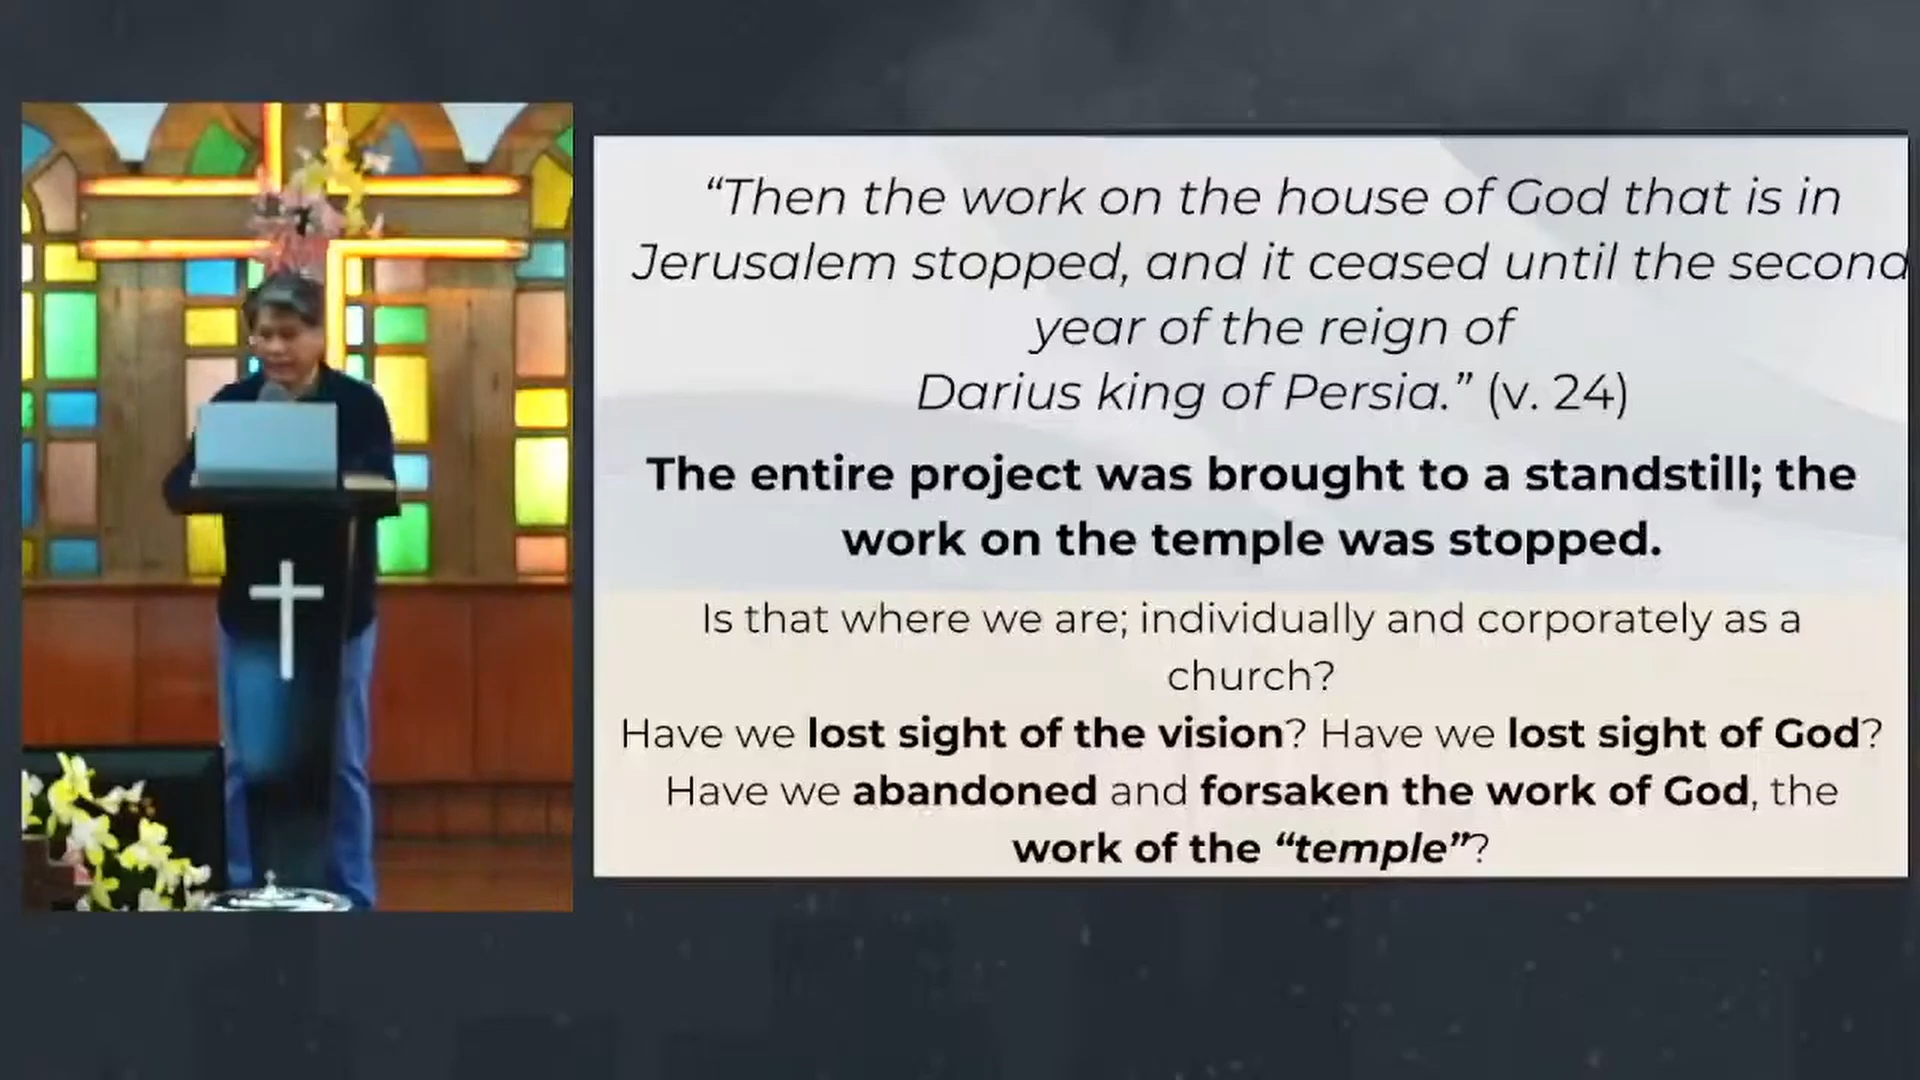 “Then the work on the house of God that is in
Jerusalem stopped, and it ceased until the second
year of the reign of
Darius king of Persia.” (v. 24)
The entire project was brought to a standstill; the
work on the temple was stopped.
Is that where we are; individually and corporately as a
church?
Have we lost sight of the vision? Have we lost sight of God?
Have we abandoned and forsaken the work of God, the
work of the “temple”?